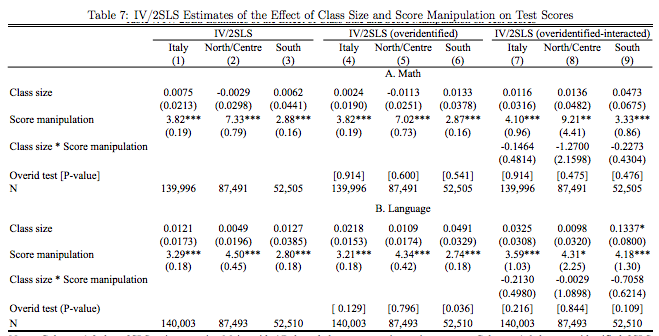 Table 7: IV/2SLS Estimates of the Effect of Class Size and Score Manipulation on Test Scores
IV/2SLS IV/2SLS (overidentified) IV/2SLS (overidentified-interacted)
Italy North/Centre South Italy North/Centre South Italy North/Centre South
(1) (2) (3) (4) (5) (6) (7) (8) (9)
A. Math
Class size 0.0075 -0.0029 0.0062 0.0024 -0.0113 0.0133 0.0116 0.0136 0.0473
(0.0213) (0.0298) (0.0441) (0.0190) (0.0251) (0.0378) (0.0316) (0.0482) (0.0675)
Score manipulation 3.82*** 7.33*** 2.88*** 3.82*** 7.02*** 2.87*** 4.10*** 9.21** 3.33***
(0.19) (0.79) (0.16) (0.19) (0.73) (0.16) (0.96) (4.41) (0.86)
Class size * Score manipulation -0.1464 -1.2700 -0.2273
(0.4814) (2.1598) (0.4304)
Overid test [P-value] [0.914] [0.600] [0.541] [0.914] [0.475] [0.476]
N 139,996 87,491 52,505 139,996 87,491 52,505 139,996 87,491 52,505
B. Language
Class size 0.0121 0.0049 0.0127 0.0218 0.0109 0.0491 0.0325 0.0098 0.1337*
(0.0173) (0.0196) (0.0385) (0.0153) (0.0174) (0.0329) (0.0308) (0.0320) (0.0800)
Score manipulation 3.29*** 4.50*** 2.80*** 3.21*** 4.34*** 2.74*** 3.59*** 4.31* 4.18***
(0.18) (0.45) (0.18) (0.18) (0.42) (0.18) (1.03) (2.25) (1.30)
Class size * Score manipulation -0.2130 -0.0029 -0.7058
(0.4980) (1.0898) (0.6214)
Overid test (P-value) [ 0.129] [0.796] [0.036] [0.216] [0.844] [0.109]
N 140,003 87,493 52,510 140,003 87,493 52,510 140,003 87,493 52,510